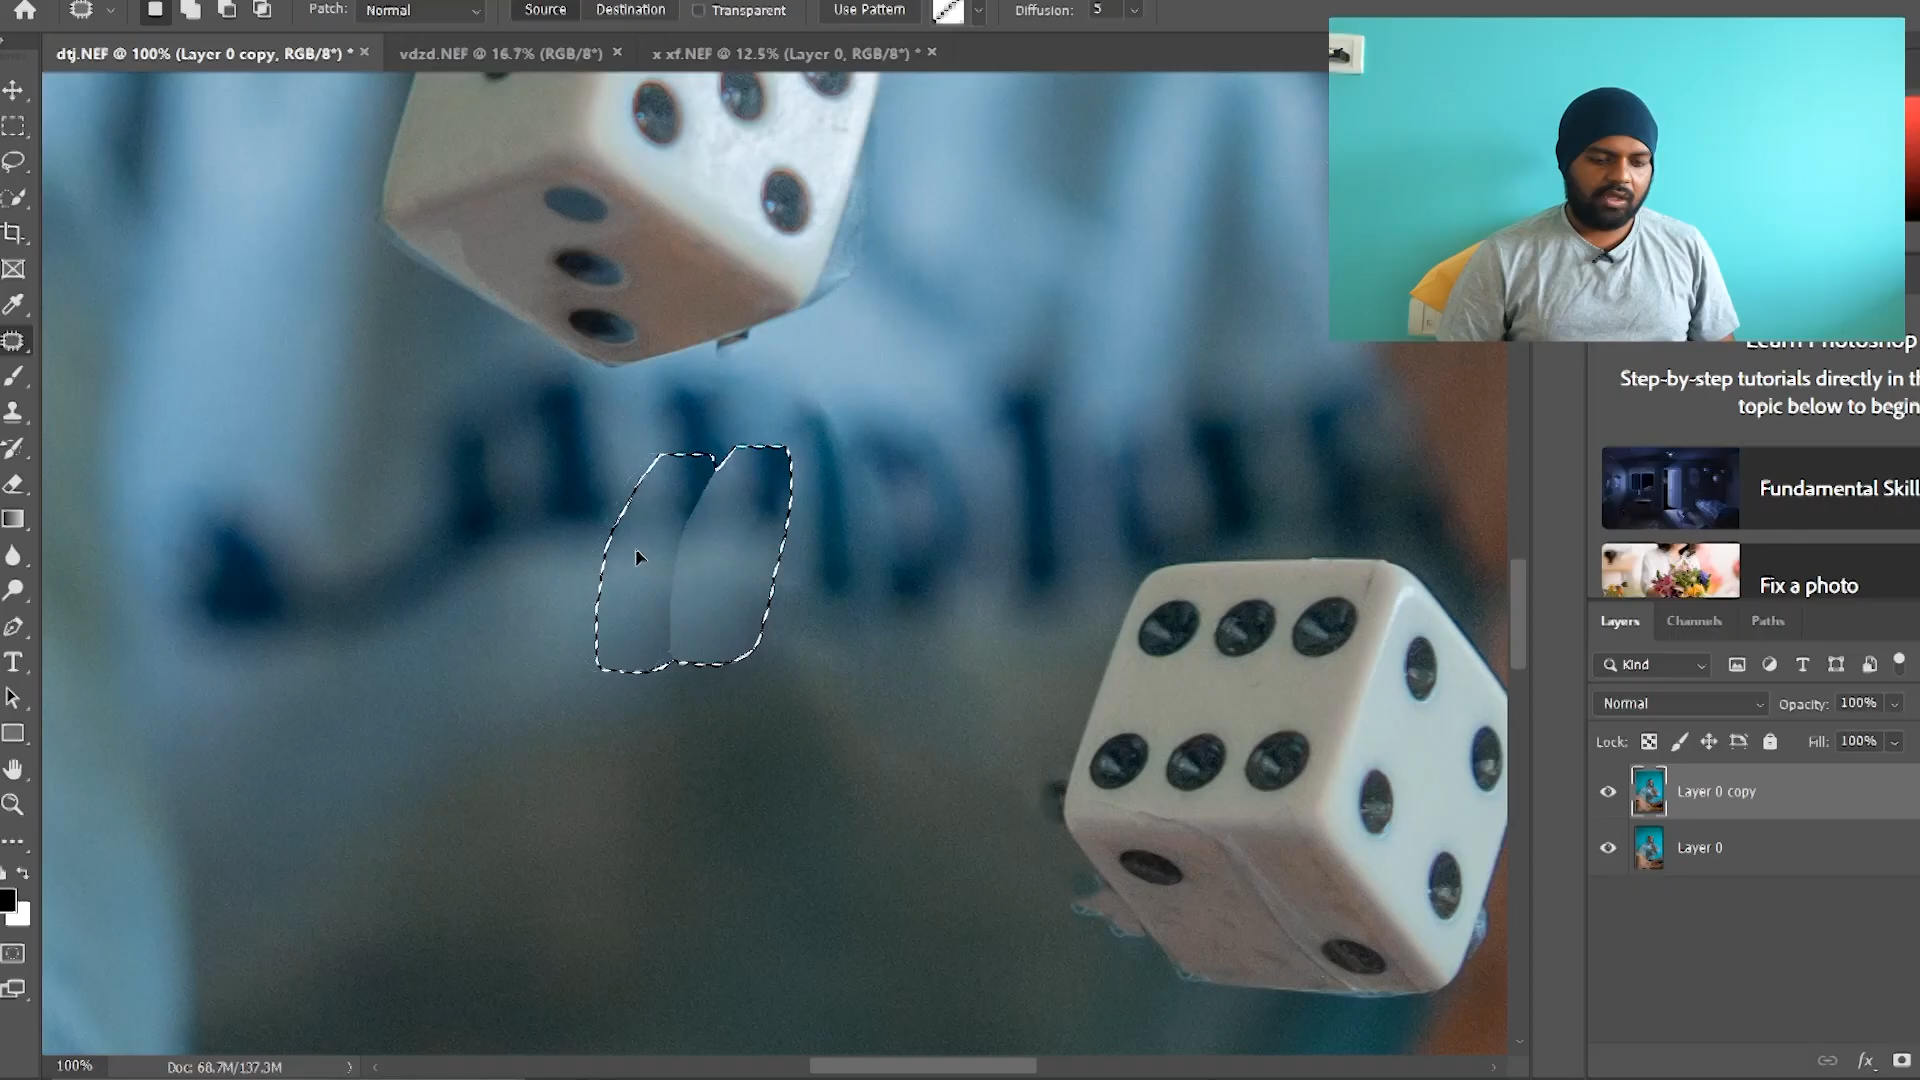 Patch: Normal Source Destination Transparent Use Pattern Diffusion: 5
dtj.NEF @ 100% (Layer 0 copy, RGB/8*) * × vdzd.NEF @ 16.7% (RGB/8*) × x xf.NEF @ 12.5% (Layer 0, RGB/8*) * ×
Learn Photoshop
Step-by-step tutorials directly in th
topic below to begin
Fundamental Skill
Fix a photo
Layers Channels Paths
Kind
Normal Opacity: 100%
Lock: Fill: 100%
Layer 0 copy
Layer 0
fx
100% Doc: 68.7M/137.3M